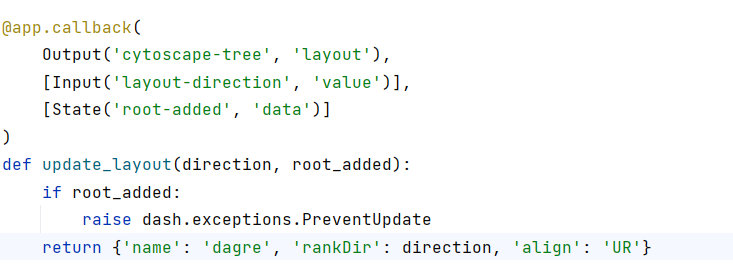 @app.callback(
    Output('cytoscape-tree', 'layout'),
    [Input('layout-direction', 'value')],
    [State('root-added', 'data')]
)
def update_layout(direction, root_added):
    if root_added:
        raise dash.exceptions.PreventUpdate
    return {'name': 'dagre', 'rankDir': direction, 'align': 'UR'}